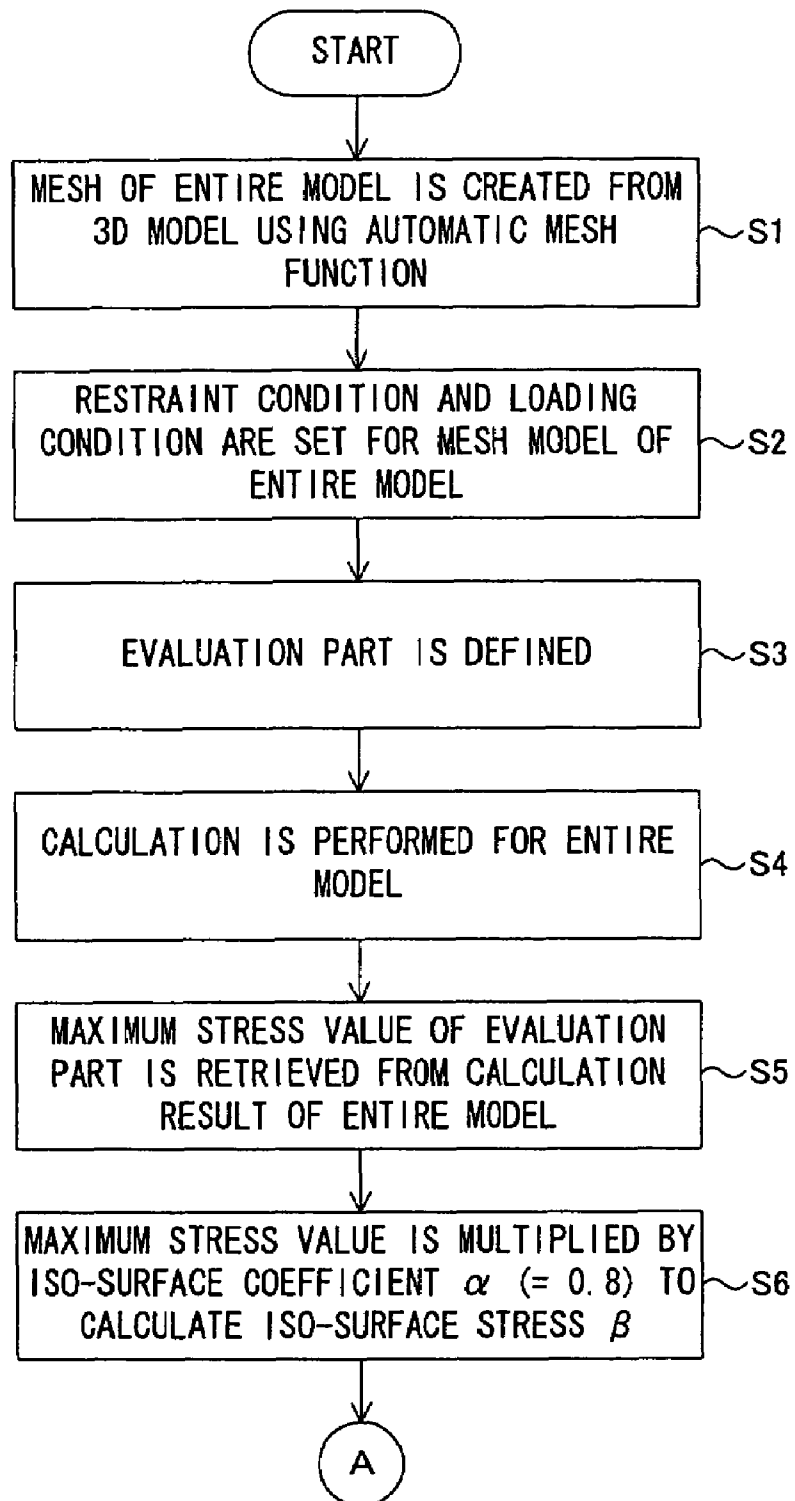 START
MESH OF ENTIRE MODEL IS CREATED FROM
3D MODEL USING AUTOMATIC MESH
FUNCTION
S1
RESTRAINT CONDITION AND LOADING
CONDITION ARE SET FOR MESH MODEL OF
ENTIRE MODEL
S2
EVALUATION PART IS DEFINED
S3
CALCULATION IS PERFORMED FOR ENTIRE
MODEL
S4
MAXIMUM STRESS VALUE OF EVALUATION
PART IS RETRIEVED FROM CALCULATION
RESULT OF ENTIRE MODEL
S5
MAXIMUM STRESS VALUE IS MULTIPLIED BY
ISO-SURFACE COEFFICIENT α (= 0.8) TO
CALCULATE ISO-SURFACE STRESS β
S6
A